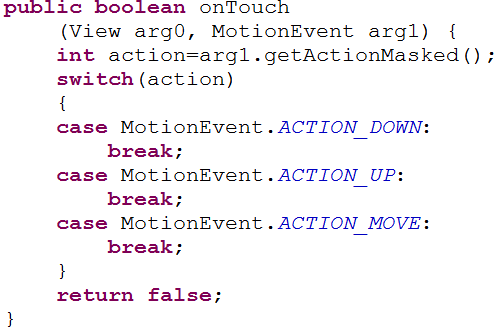 public boolean onTouch
    (View arg0, MotionEvent arg1) {
    int action=arg1.getActionMasked();
    switch(action)
    {
    case MotionEvent.ACTION_DOWN:
        break;
    case MotionEvent.ACTION_UP:
        break;
    case MotionEvent.ACTION_MOVE:
        break;
    }
    return false;
}